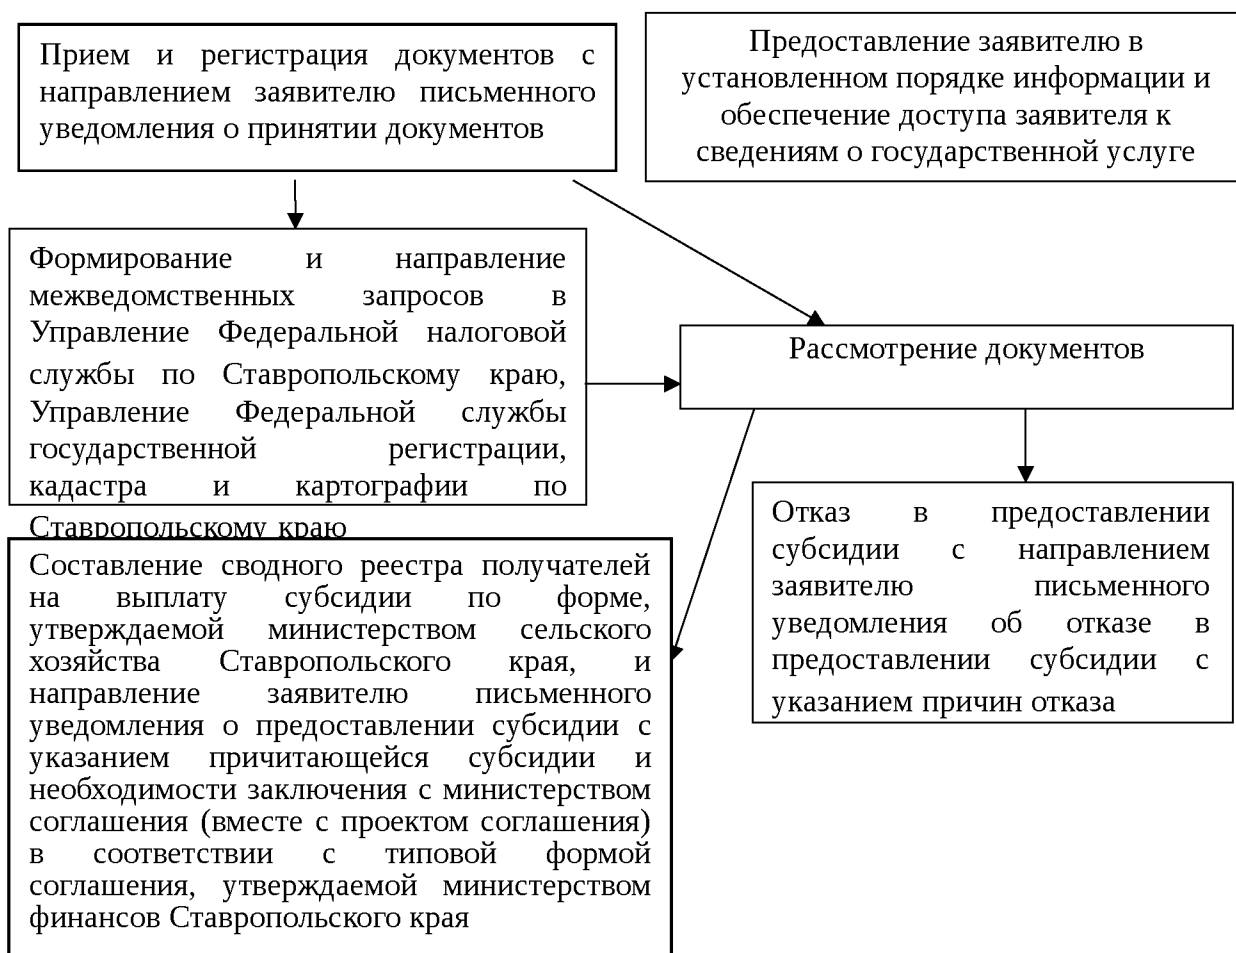 Прием и регистрация документов с
направлением заявителю письменного
уведомления о принятии документов
Предоставление заявителю в
установленном порядке информации и
обеспечение доступа заявителя к
сведениям о государственной услуге
Формирование и направление
межведомственных запросов в
Управление Федеральной налоговой
службы по Ставропольскому краю,
Управление Федеральной службы
государственной регистрации,
кадастра и картографии по
Ставропольскому краю
Рассмотрение документов
Отказ в предоставлении
субсидии с направлением
заявителю письменного
уведомления об отказе в
предоставлении субсидии с
указанием причин отказа
Составление сводного реестра получателей
на выплату субсидии по форме,
утверждаемой министерством сельского
хозяйства Ставропольского края, и
направление заявителю письменного
уведомления о предоставлении субсидии с
указанием причитающейся субсидии и
необходимости заключения с министерством
соглашения (вместе с проектом соглашения)
в соответствии с типовой формой
соглашения, утверждаемой министерством
финансов Ставропольского края